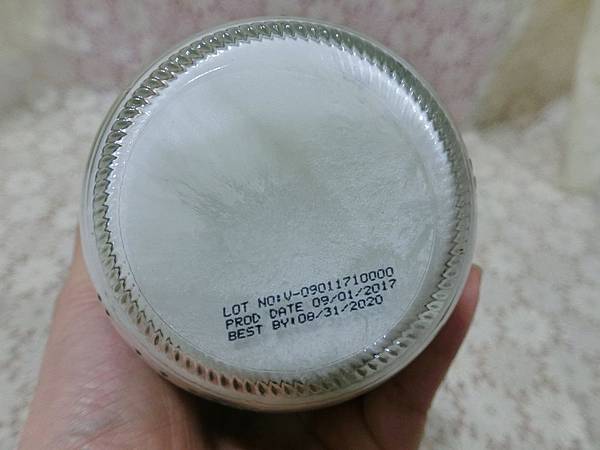 LOT NO:V-09011710000
PROD DATE 09/01/2017
BEST BY:08/31/2020